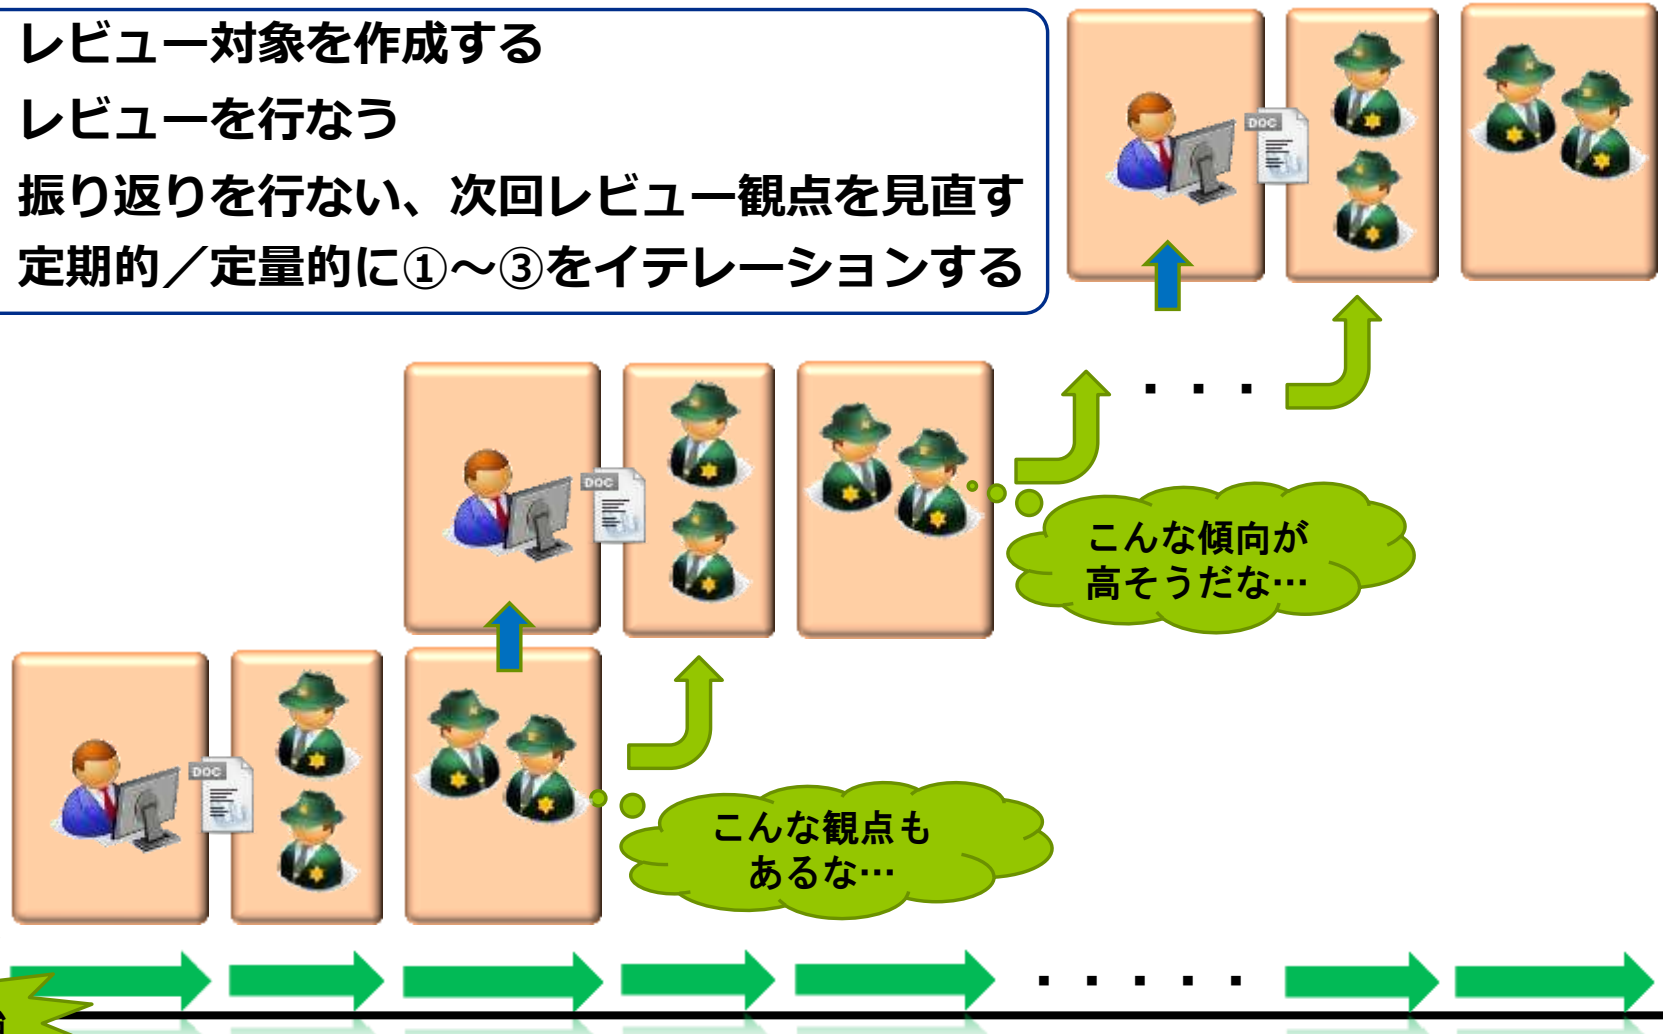 レビュー対象を作成する
レビューを行なう
振り返りを行ない、次回レビュー観点を見直す
定期的／定量的に①～③をイテレーションする
DOC
・・・
DOC
こんな傾向が
高そうだな…
DOC
こんな観点も
あるな…
・・・・・